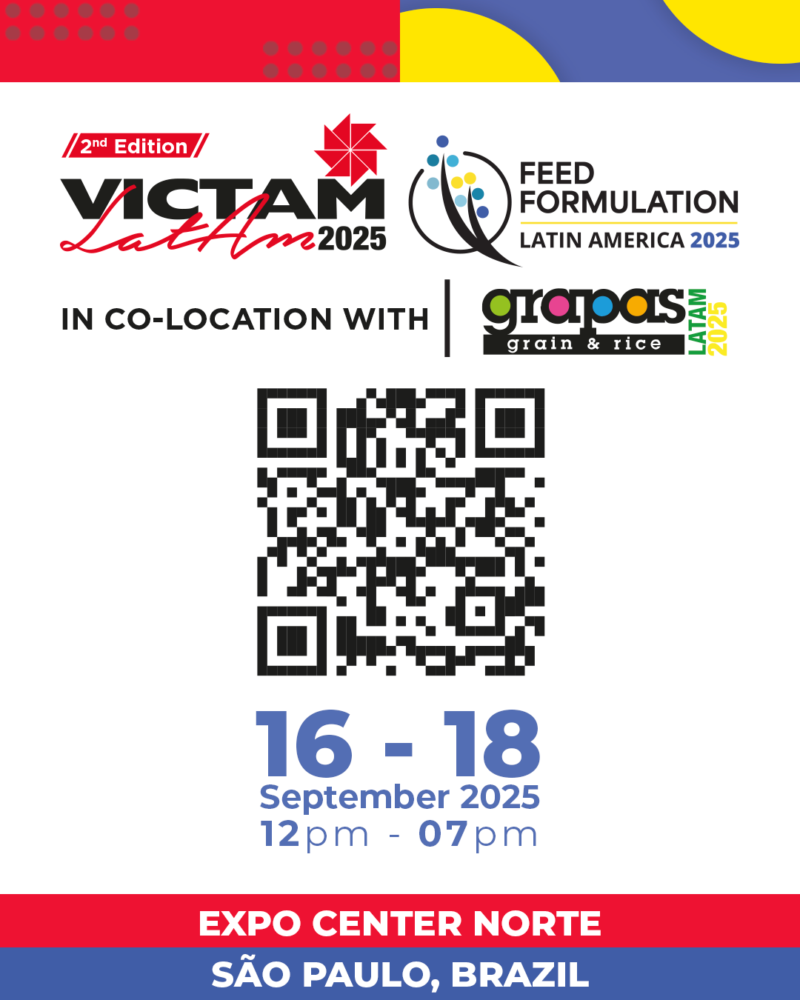 2nd Edition
VICTAM
LatAm 2025
FEED
FORMULATION
LATIN AMERICA 2025
IN CO-LOCATION WITH
grapas
grain & rice
LATAM
2025
16 - 18
September 2025
12pm - 07pm
EXPO CENTER NORTE
SÃO PAULO, BRAZIL